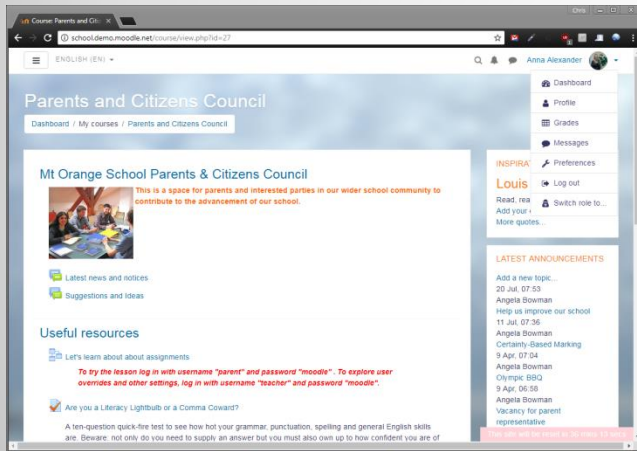 Course: Parents and Citi
Chris
school.demo.moodle.net/course/view.php?id=27
ENGLISH (EN)
Anna Alexander
Dashboard
Profile
Grades
Messages
Preferences
Log out
Switch role to...
Parents and Citizens Council
Dashboard / My courses / Parents and Citizens Council
Mt Orange School Parents & Citizens Council
This is a space for parents and interested parties in our wider school community to
contribute to the advancement of our school.
Latest news and notices
Suggestions and Ideas
Useful resources
Let's learn about about assignments
To try the lesson log in with username "parent" and password "moodle" . To explore user
overrides and other settings, log in with username "teacher" and password "moodle".
Are you a Literacy Lightbulb or a Comma Coward?
A ten-question quick-fire test to see how hot your grammar, punctuation, spelling and general English skills
are. Beware: not only do you need to supply an answer but you must also own up to how confident you are of
INSPIRA
Louis
Read, rea
Add your
More quotes...
LATEST ANNOUNCEMENTS
Add a new topic...
20 Jul, 07:53
Angela Bowman
Help us improve our school
11 Jul, 07:36
Angela Bowman
Certainty-Based Marking
9 Apr, 07:04
Angela Bowman
Olympic BBQ
9 Apr, 06:58
Angela Bowman
Vacancy for parent
representative